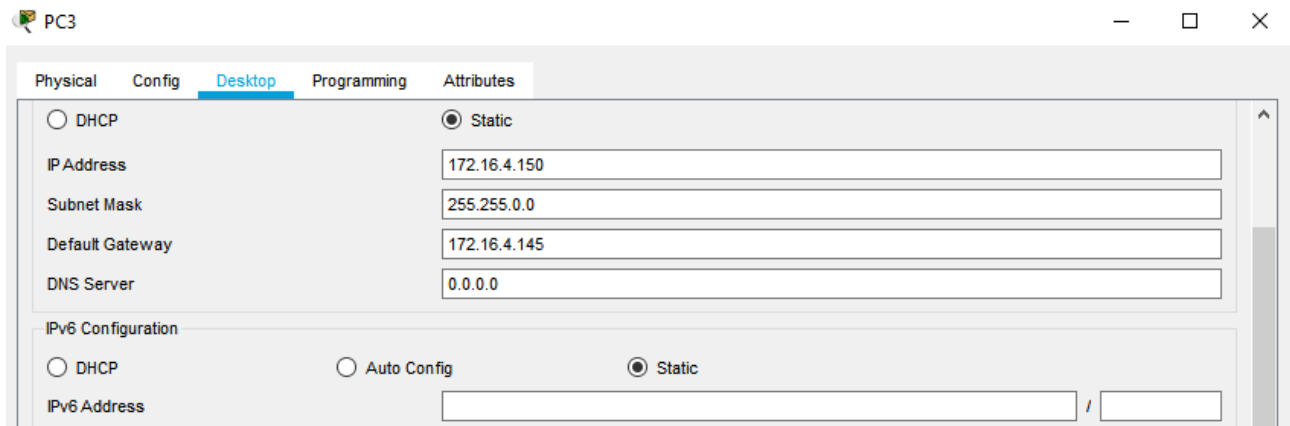 PC3
Physical Config Desktop Programming Attributes
DHCP Static
IP Address 172.16.4.150
Subnet Mask 255.255.0.0
Default Gateway 172.16.4.145
DNS Server 0.0.0.0
IPv6 Configuration
DHCP Auto Config Static
IPv6 Address /